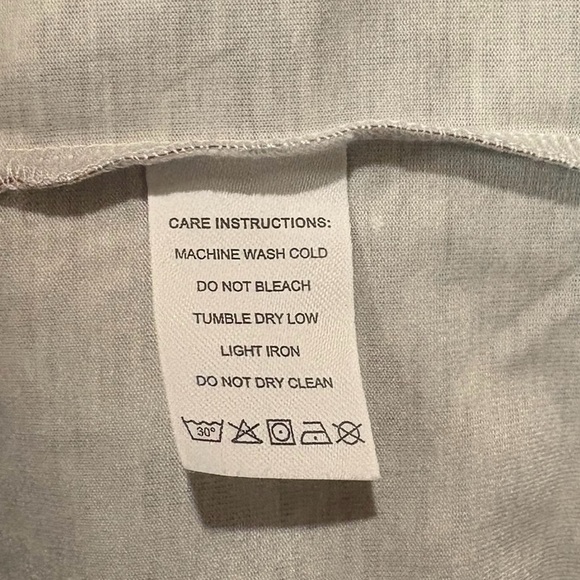 CARE INSTRUCTIONS:
MACHINE WASH COLD
DO NOT BLEACH
TUMBLE DRY LOW
LIGHT IRON
DO NOT DRY CLEAN
30°